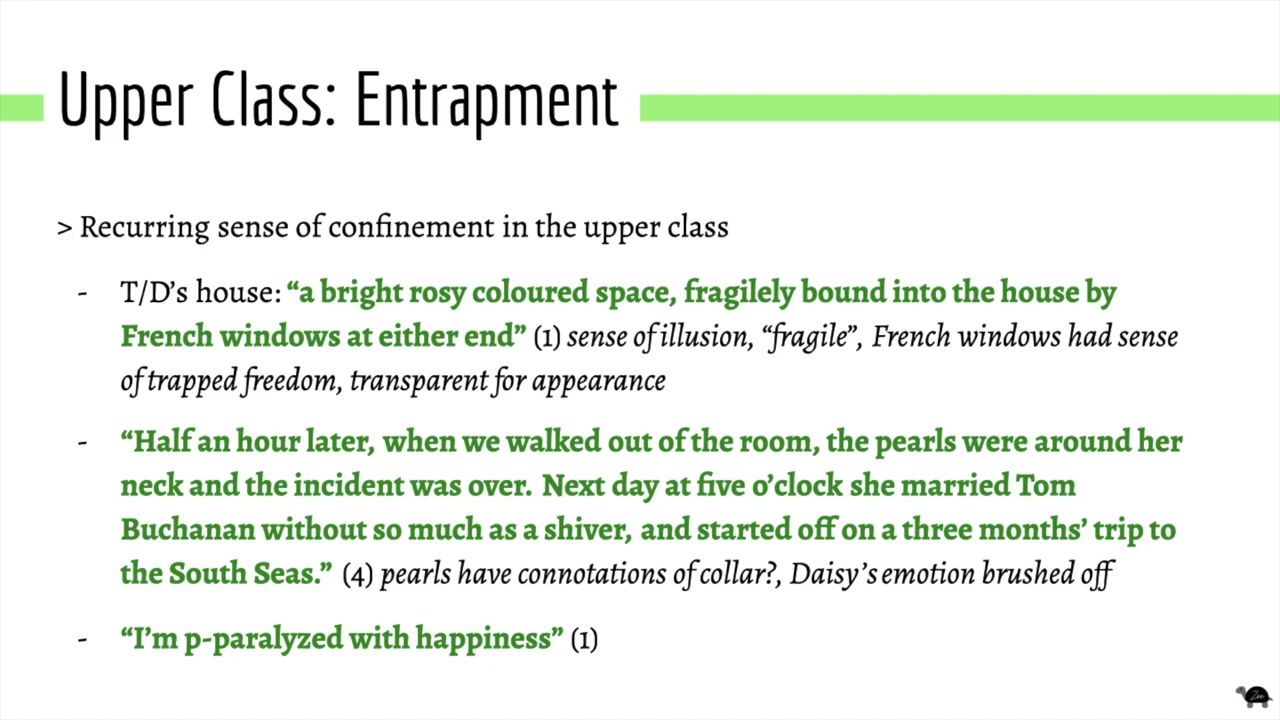 Upper Class: Entrapment
> Recurring sense of confinement in the upper class
- T/D’s house: “a bright rosy coloured space, fragilely bound into the house by
French windows at either end” (1) sense of illusion, “fragile”, French windows had sense
of trapped freedom, transparent for appearance
- “Half an hour later, when we walked out of the room, the pearls were around her
neck and the incident was over. Next day at five o’clock she married Tom
Buchanan without so much as a shiver, and started off on a three months’ trip to
the South Seas.” (4) pearls have connotations of collar?, Daisy’s emotion brushed off
- “I’m p-paralyzed with happiness” (1)